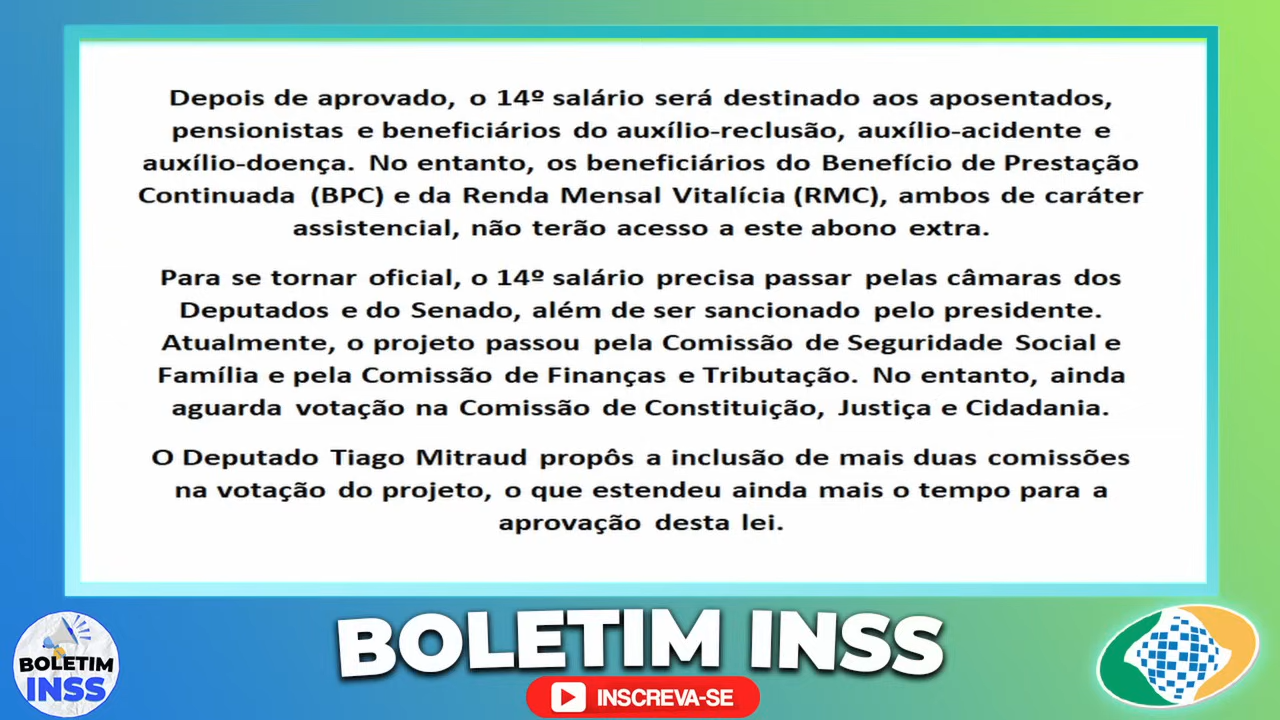 Depois de aprovado, o 14º salário será destinado aos aposentados,
pensionistas e beneficiários do auxílio-reclusão, auxílio-acidente e
auxílio-doença. No entanto, os beneficiários do Benefício de Prestação
Continuada (BPC) e da Renda Mensal Vitalícia (RMC), ambos de caráter
assistencial, não terão acesso a este abono extra.
Para se tornar oficial, o 14º salário precisa passar pelas câmaras dos
Deputados e do Senado, além de ser sancionado pelo presidente.
Atualmente, o projeto passou pela Comissão de Seguridade Social e
Família e pela Comissão de Finanças e Tributação. No entanto, ainda
aguarda votação na Comissão de Constituição, Justiça e Cidadania.
O Deputado Tiago Mitraud propôs a inclusão de mais duas comissões
na votação do projeto, o que estendeu ainda mais o tempo para a
aprovação desta lei.
BOLETIM INSS
INSCREVA-SE
BOLETIM
INSS